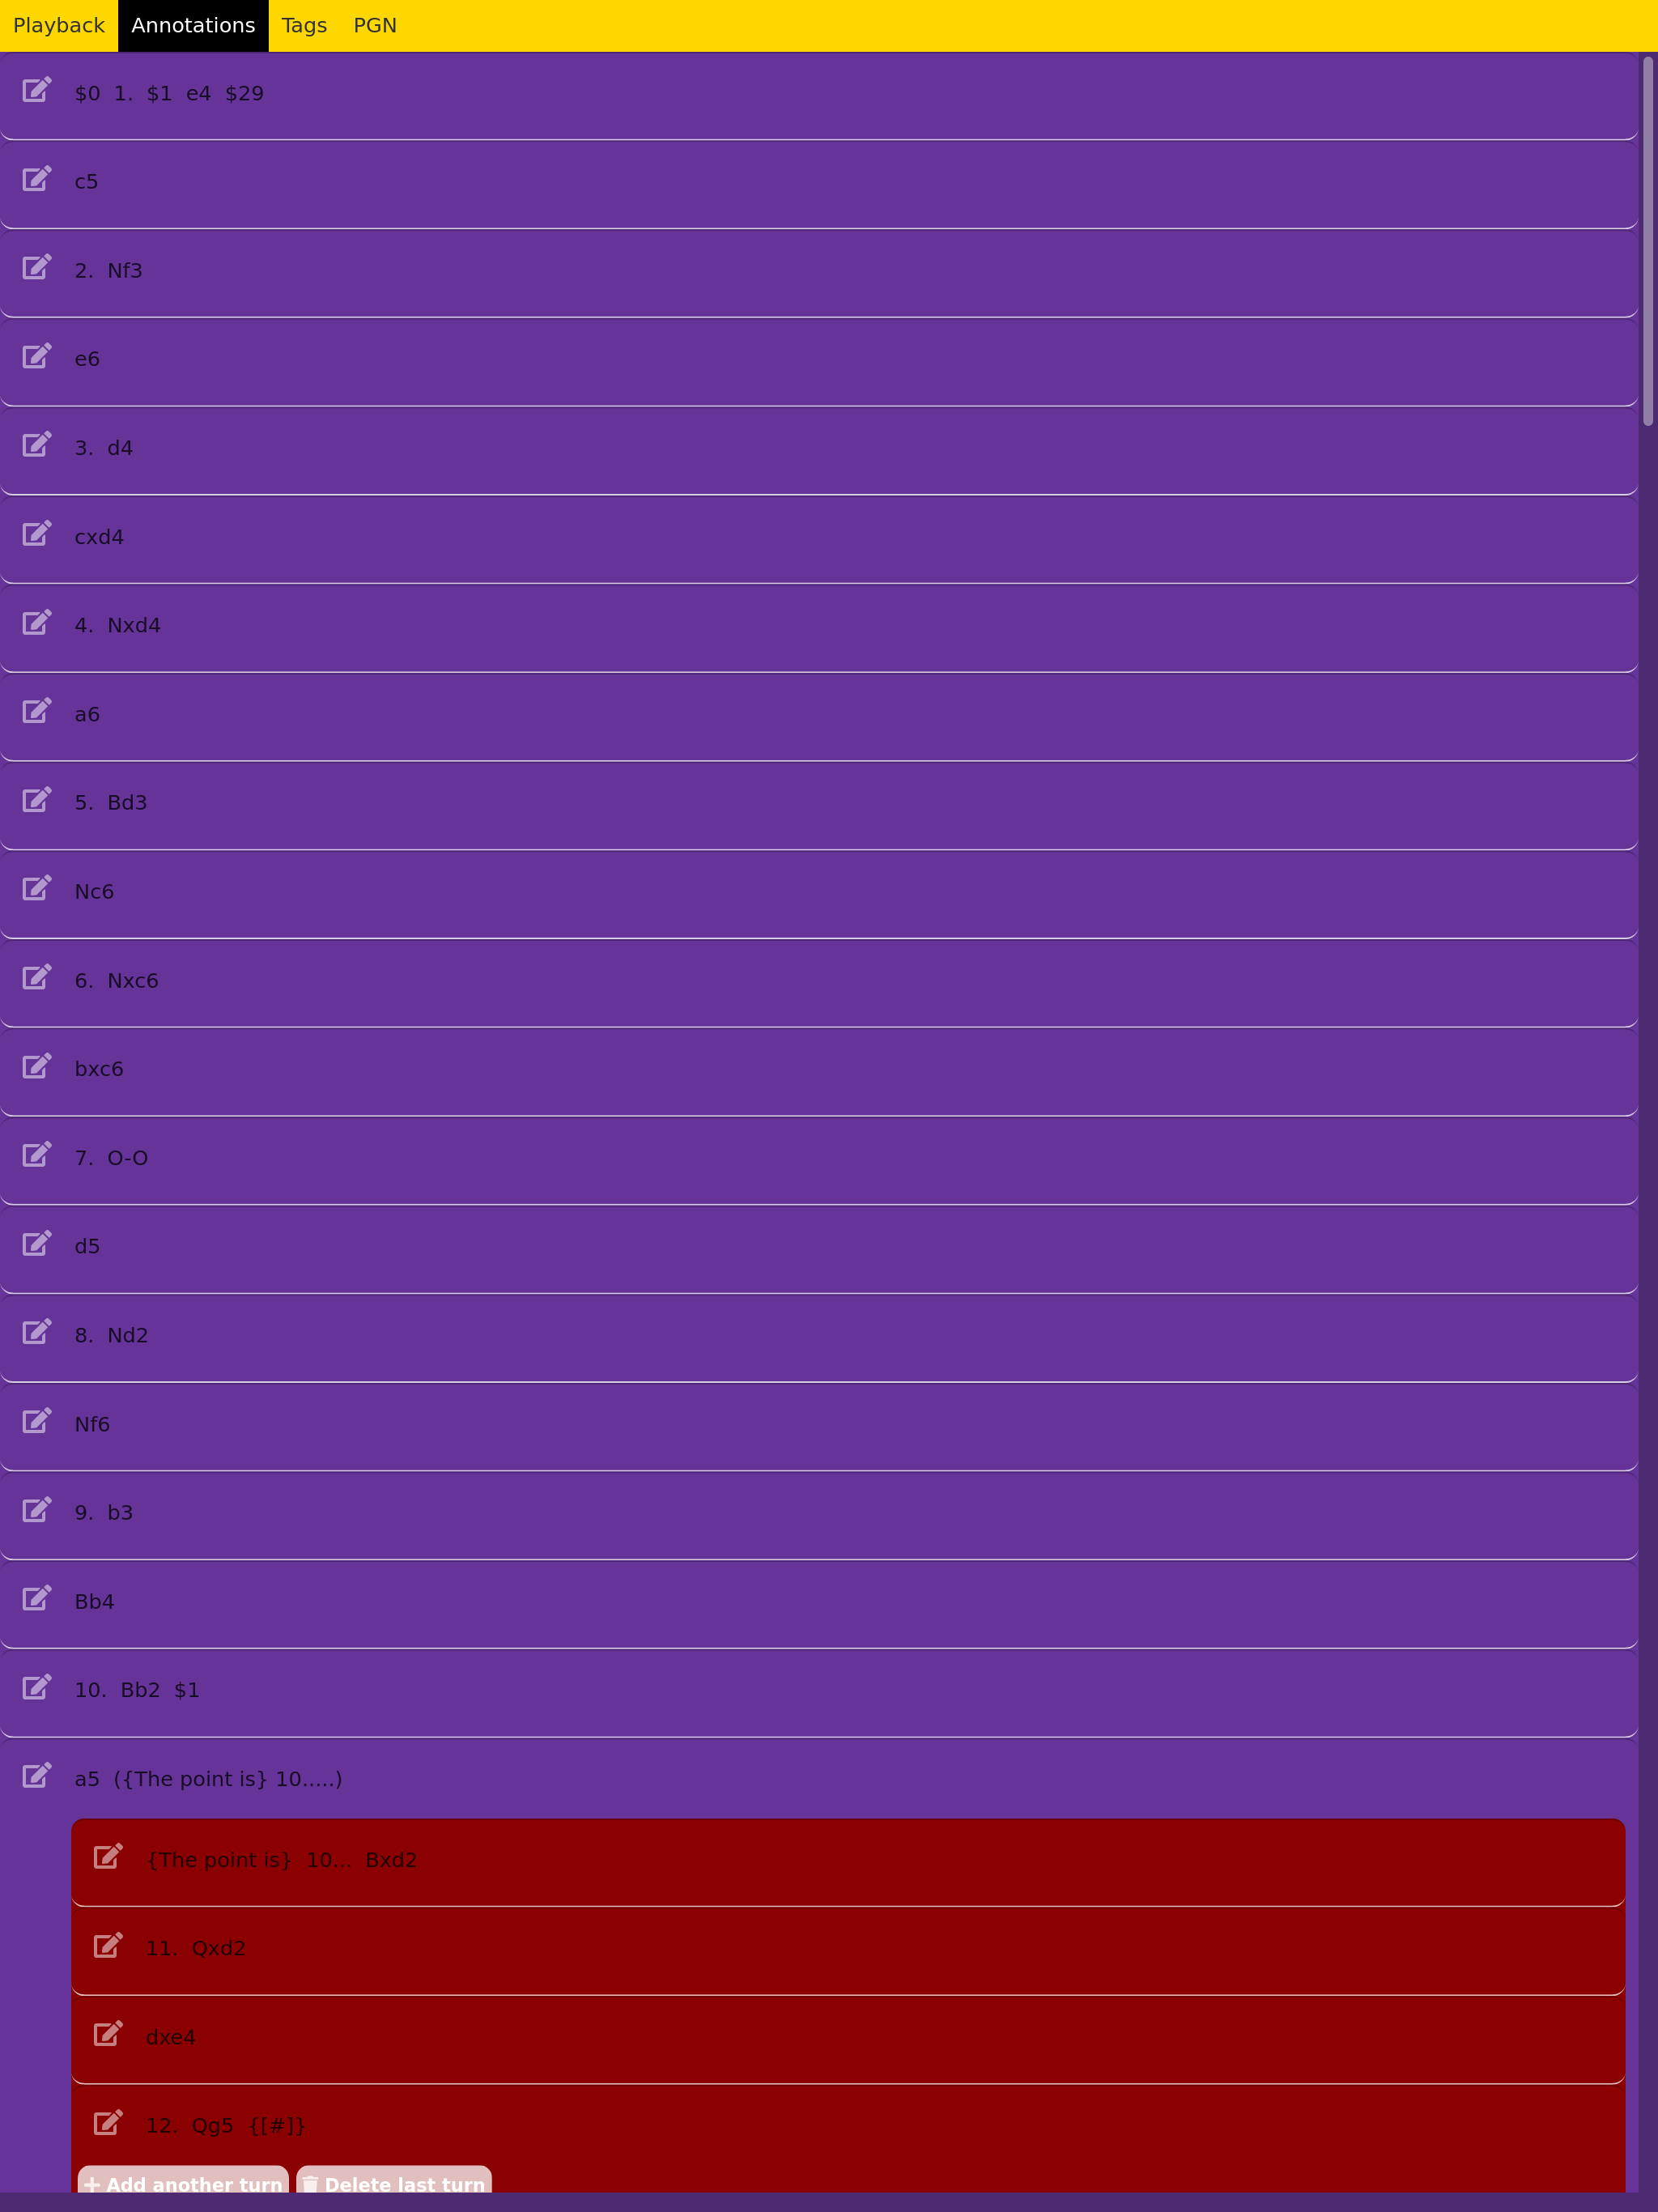 Playback Annotations Tags PGN
$0 1. $1 e4 $29
c5
2. Nf3
e6
3. d4
cxd4
4. Nxd4
a6
5. Bd3
Nc6
6. Nxc6
bxc6
7. O-O
d5
8. Nd2
Nf6
9. b3
Bb4
10. Bb2 $1
a5 ({The point is} 10.....)
{The point is} 10... Bxd2
11. Qxd2
dxe4
12. Qg5 {[#]}
Add another turn Delete last turn